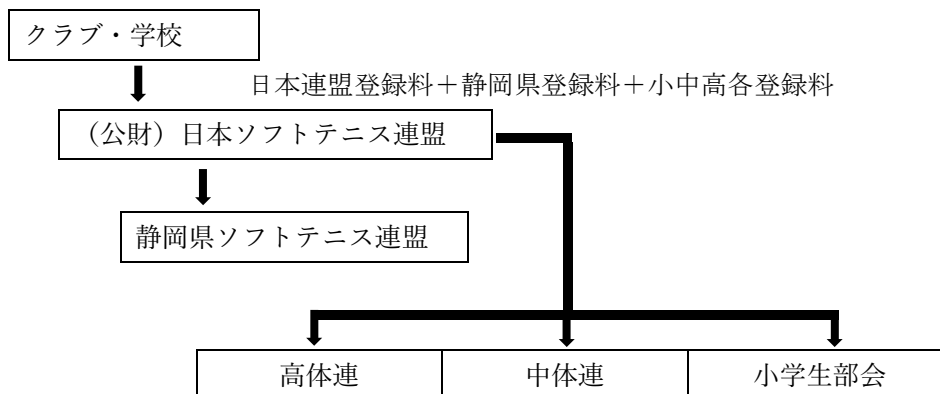 クラブ・学校
日本連盟登録料＋静岡県登録料＋小中高各登録料
（公財）日本ソフトテニス連盟
静岡県ソフトテニス連盟
高体連
中体連
小学生部会